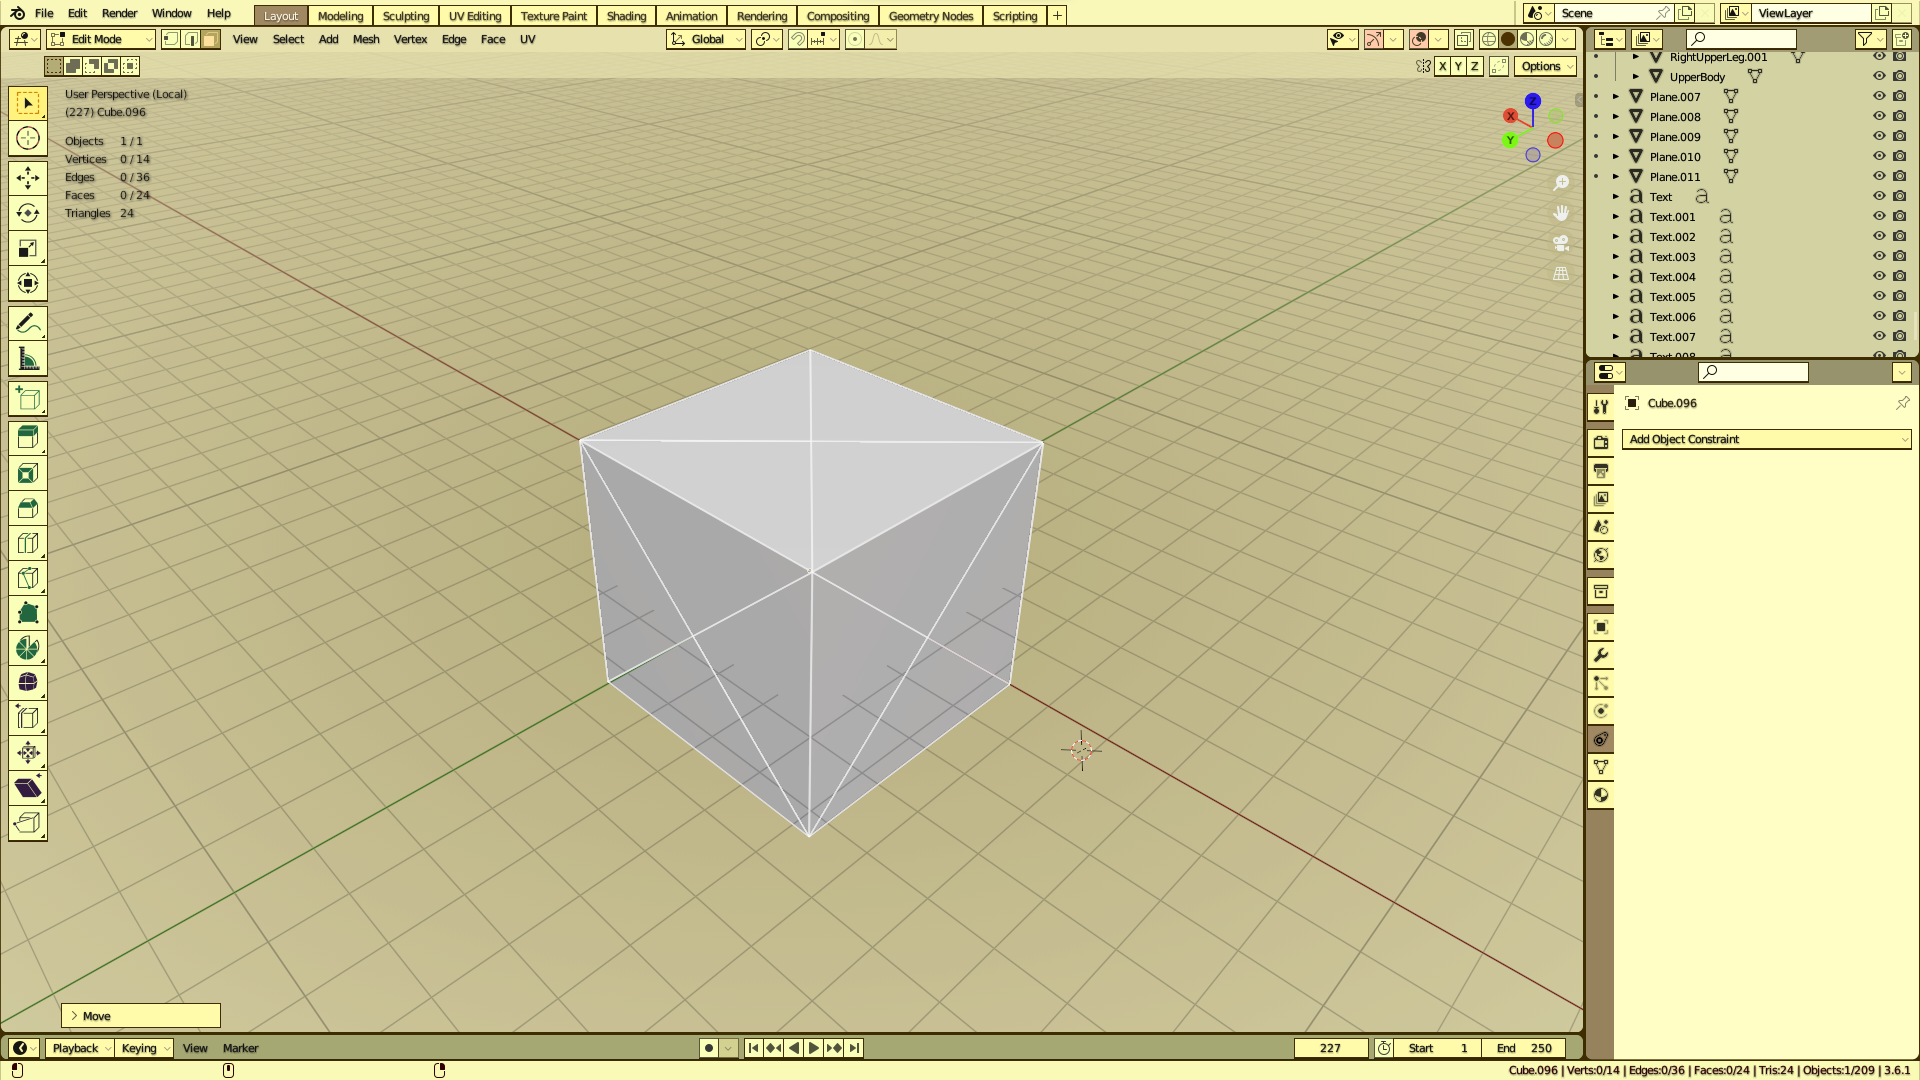 File Edit Render Window Help Layout Modeling Sculpting UV Editing Texture Paint Shading Animation Rendering Compositing Geometry Nodes Scripting + Scene ViewLayer
Edit Mode View Select Add Mesh Vertex Edge Face UV Global
X Y Z Options
User Perspective (Local)
(227) Cube.096
Objects 1 / 1
Vertices 0 / 14
Edges 0 / 36
Faces 0 / 24
Triangles 24
X Y Z
RightUpperLeg.001
UpperBody
Plane.007
Plane.008
Plane.009
Plane.010
Plane.011
Text
Text.001
Text.002
Text.003
Text.004
Text.005
Text.006
Text.007
Text.008
Cube.096
Add Object Constraint
Move
Playback Keying View Marker 227 Start 1 End 250
Cube.096 | Verts:0/14 | Edges:0/36 | Faces:0/24 | Tris:24 | Objects:1/209 | 3.6.1